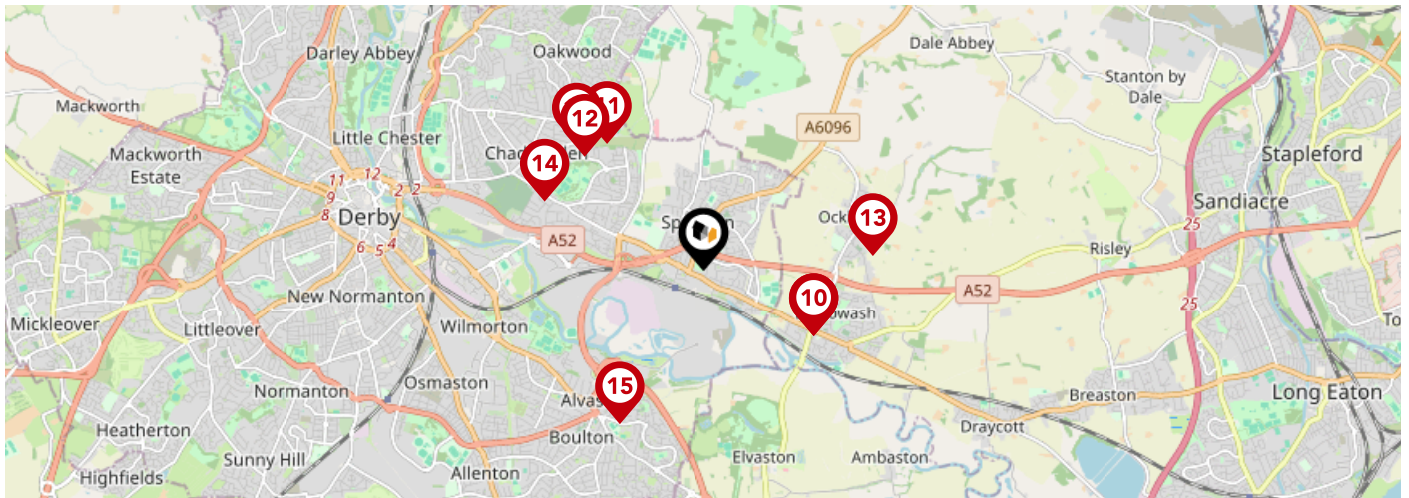 Darley Abbey
Oakwood
Dale Abbey
Stanton by
Dale
Mackworth
11
12
A6096
Little Chester
Mackworth
Estate
14
Stapleford
11
12
2
2
9
8
Derby
Sandiacre
13
25
A52
6
5
4
Risley
New Normanton
10
A52
25
Mickleover
Littleover
Wilmorton
Osmaston
15
Normanton
Breaston
Long Eaton
Heatherton
Boulton
Draycott
Sunny Hill
Elvaston
Ambaston
Highfields
Allenton